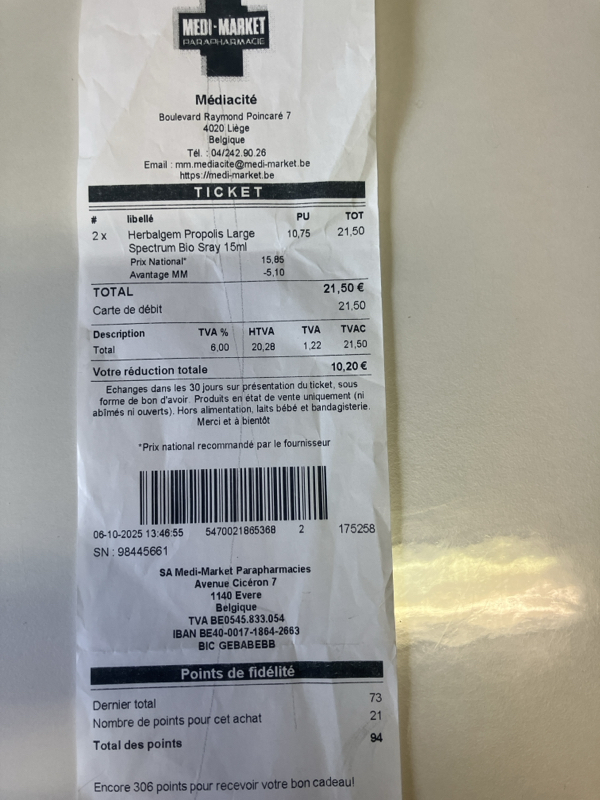 MEDI-MARKET
PARAPHARMACIE
Médiacité
Boulevard Raymond Poincaré 7
4020 Liège
Belgique
Tél. : 04/242.90.26
Email : mm.mediacite@medi-market.be
https://medi-market.be
TICKET
# libellé PU TOT
2 x Herbalgem Propolis Large 10,75 21,50
Spectrum Bio Sray 15ml
Prix National* 15,85
Avantage MM -5,10
TOTAL 21,50 €
Carte de débit 21,50
Description TVA % HTVA TVA TVAC
Total 6,00 20,28 1,22 21,50
Votre réduction totale 10,20 €
Echanges dans les 30 jours sur présentation du ticket, sous
forme de bon d'avoir. Produits en état de vente uniquement (ni
abîmés ni ouverts). Hors alimentation, laits bébé et bandagisterie.
Merci et à bientôt
*Prix national recommandé par le fournisseur
06-10-2025 13:46:55 5470021865368 2 175258
SN : 98445661
SA Medi-Market Parapharmacies
Avenue Cicéron 7
1140 Evere
Belgique
TVA BE0545.833.054
IBAN BE40-0017-1864-2663
BIC GEBABEBB
Points de fidélité
Dernier total 73
Nombre de points pour cet achat 21
Total des points 94
Encore 306 points pour recevoir votre bon cadeau!